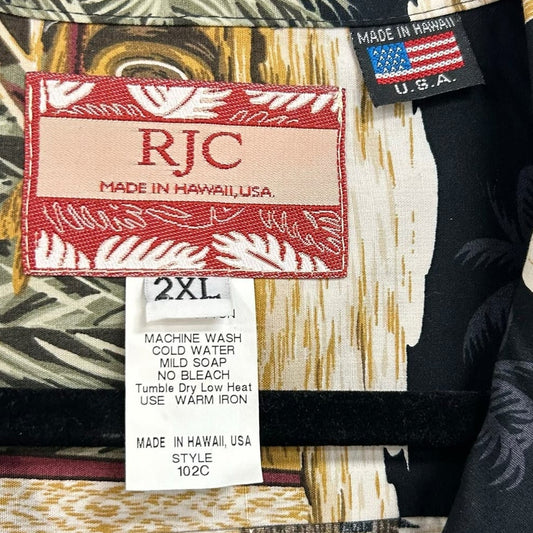 MADE IN HAWAII
U.S.A.
RJC
MADE IN HAWAII, USA.
2XL
MACHINE WASH
COLD WATER
MILD SOAP
NO BLEACH
Tumble Dry Low Heat
USE WARM IRON
MADE IN HAWAII, USA
STYLE
102C